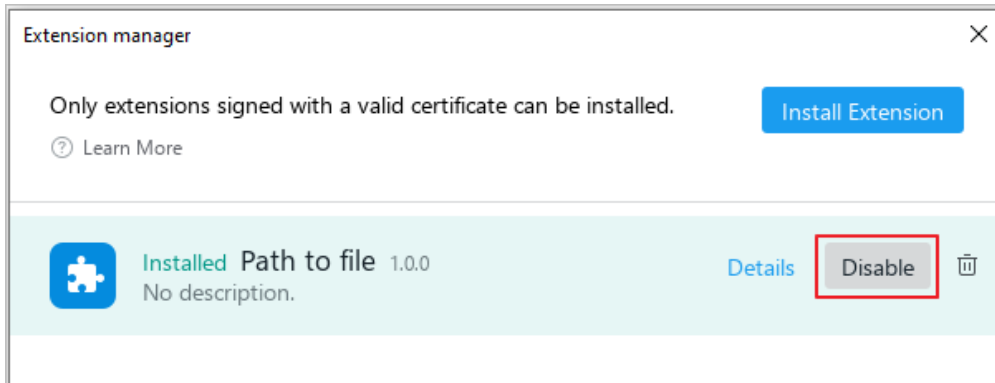 Extension manager
Only extensions signed with a valid certificate can be installed.
Install Extension
Learn More
Installed Path to file 1.0.0
No description.
Details
Disable